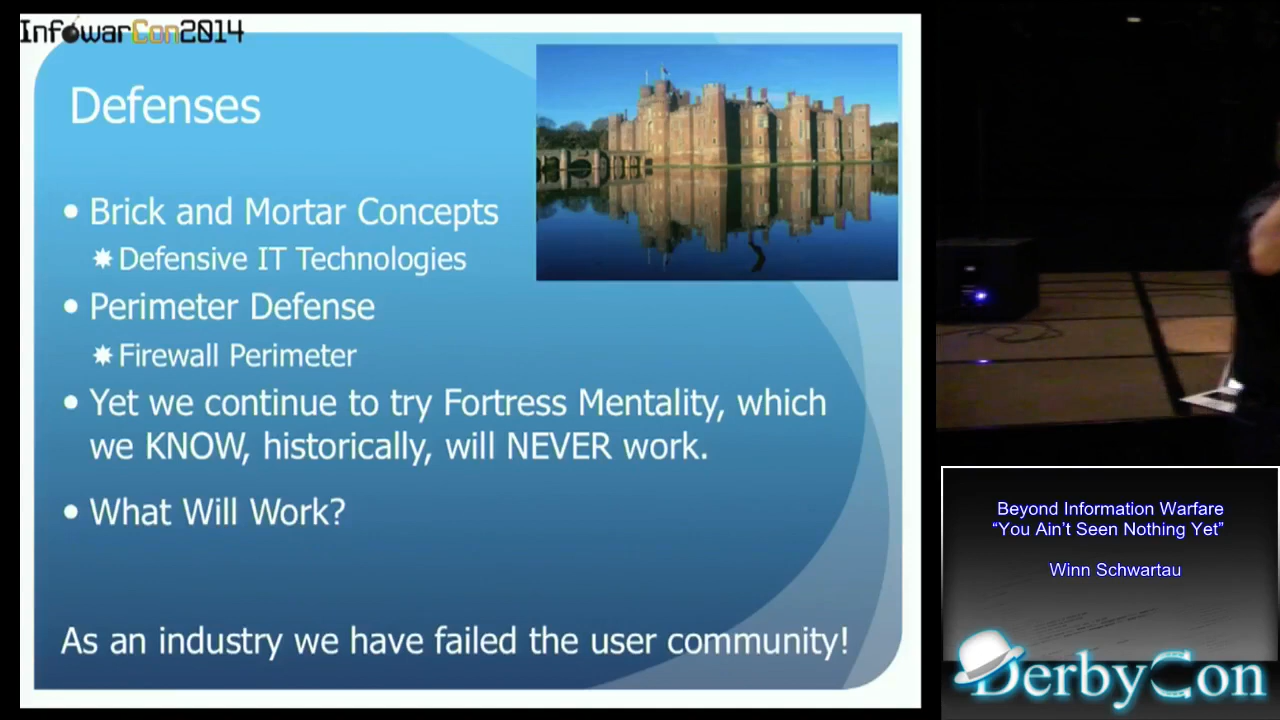 InfowarCon2014
Defenses
• Brick and Mortar Concepts
✷ Defensive IT Technologies
• Perimeter Defense
✷ Firewall Perimeter
• Yet we continue to try Fortress Mentality, which
we KNOW, historically, will NEVER work.
• What Will Work?
As an industry we have failed the user community!
Beyond Information Warfare
“You Ain’t Seen Nothing Yet”
Winn Schwartau
DerbyCon